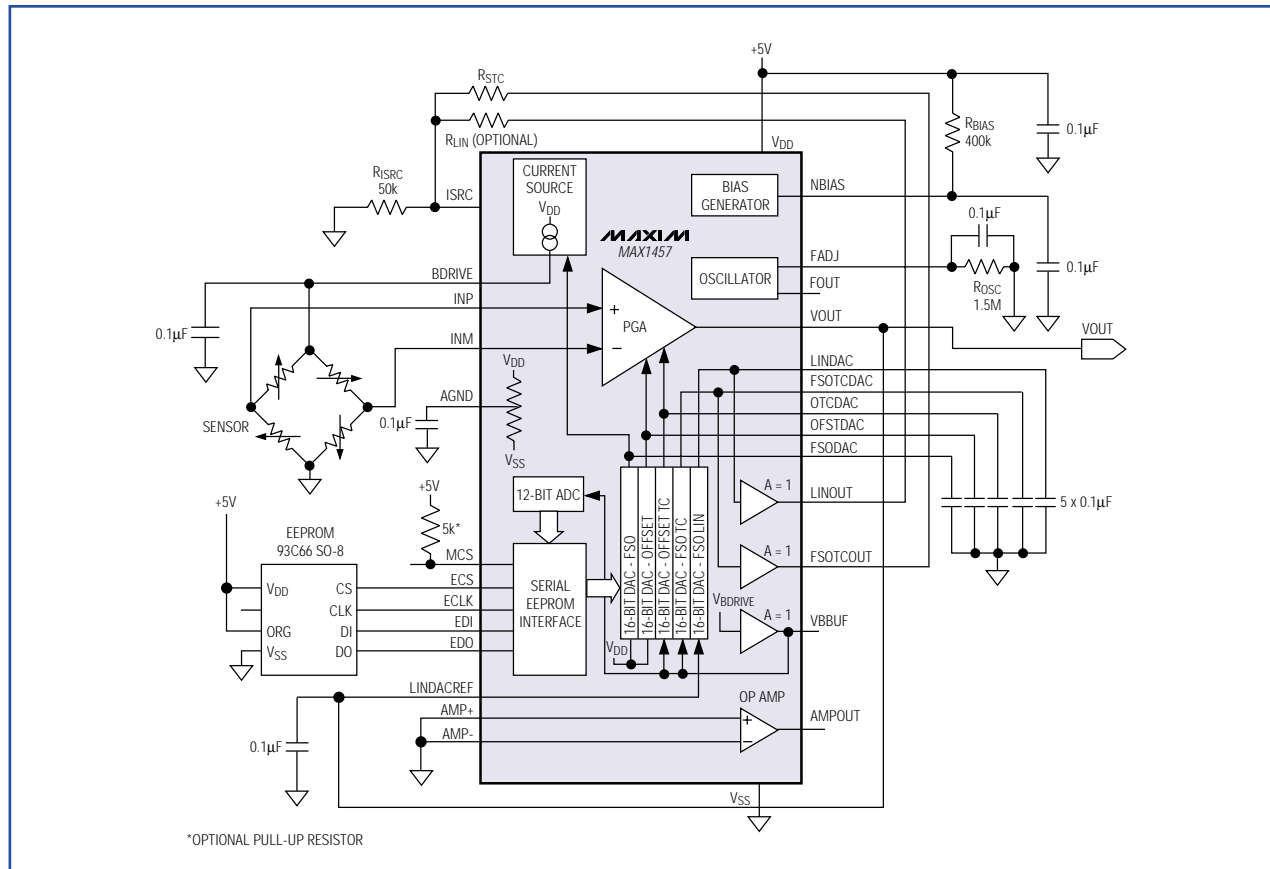 +5V
RSTC
RLIN (OPTIONAL)
RBIAS
400k
0.1µF
VDD
RISRC
50k
ISRC
CURRENT
SOURCE
VDD
BIAS
GENERATOR
NBIAS
MAXIM
MAX1457
0.1µF
BDRIVE
OSCILLATOR
FADJ
FOUT
ROSC
1.5M
0.1µF
INP
+
PGA
−
VOUT
VOUT
0.1µF
INM
LINDAC
VDD
FSOTCDAC
AGND
OTCDAC
0.1µF
SENSOR
OFSTDAC
VSS
FSODAC
+5V
12-BIT ADC
A = 1
LINOUT
5 x 0.1µF
+5V
5k*
EEPROM
93C66 SO-8
MCS
ECS
ECLK
EDI
EDO
VDD
ORG
VSS
CS
CLK
DI
DO
SERIAL
EEPROM
INTERFACE
16-BIT DAC - FSO
16-BIT DAC - OFFSET
16-BIT DAC - OFFSET TC
16-BIT DAC - FSO TC
16-BIT DAC - FSO LIN
A = 1
FSOTCOUT
VBDRIVE
A = 1
VBBUF
VDD
LINDACREF
OP AMP
AMP+
AMP-
+
−
AMPOUT
0.1µF
VSS
*OPTIONAL PULL-UP RESISTOR